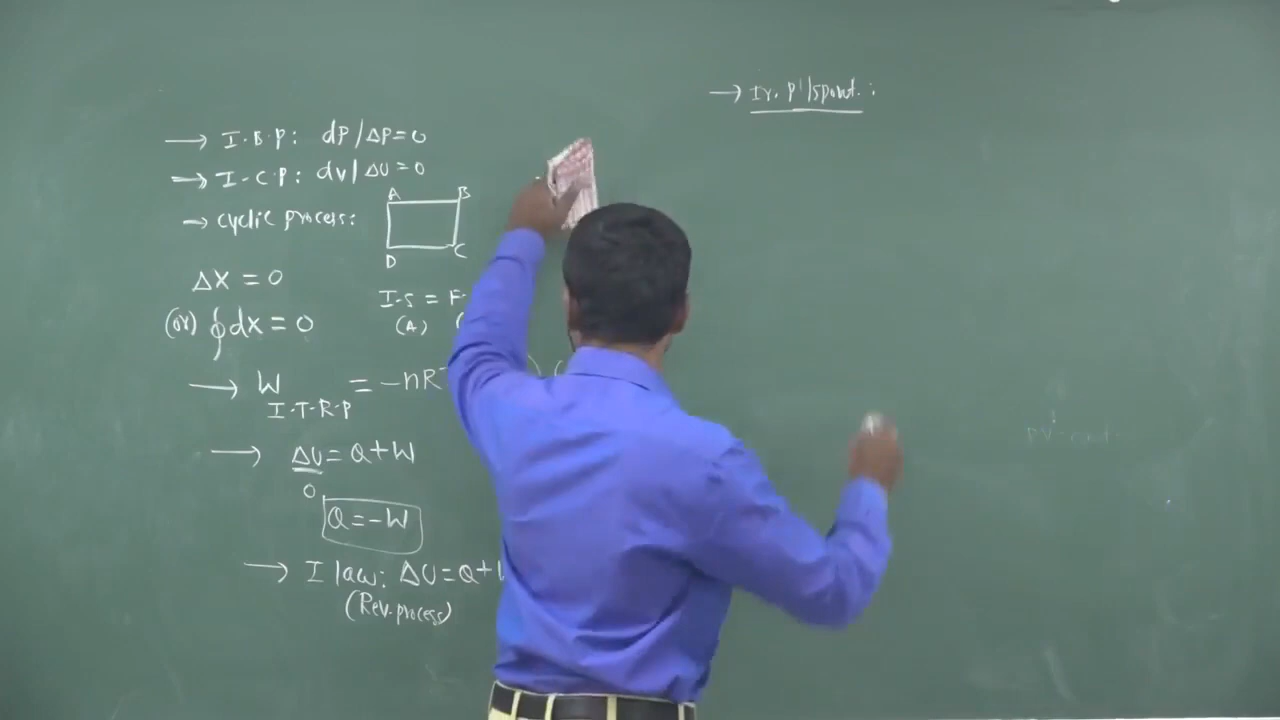 → I.B.P: dP/ΔP=0
→ I-C.P: dv/ΔU=0
→ cyclic process:
A B
D C
ΔX = 0
(or) ∮dX = 0
I-S = F
(A) (
→ W = -nR
I.T.R.P
→ ΔU = Q+W
0
Q=-W
→ I law: ΔU=Q+
(Rev.process)
→ Ir. p'/spont. :